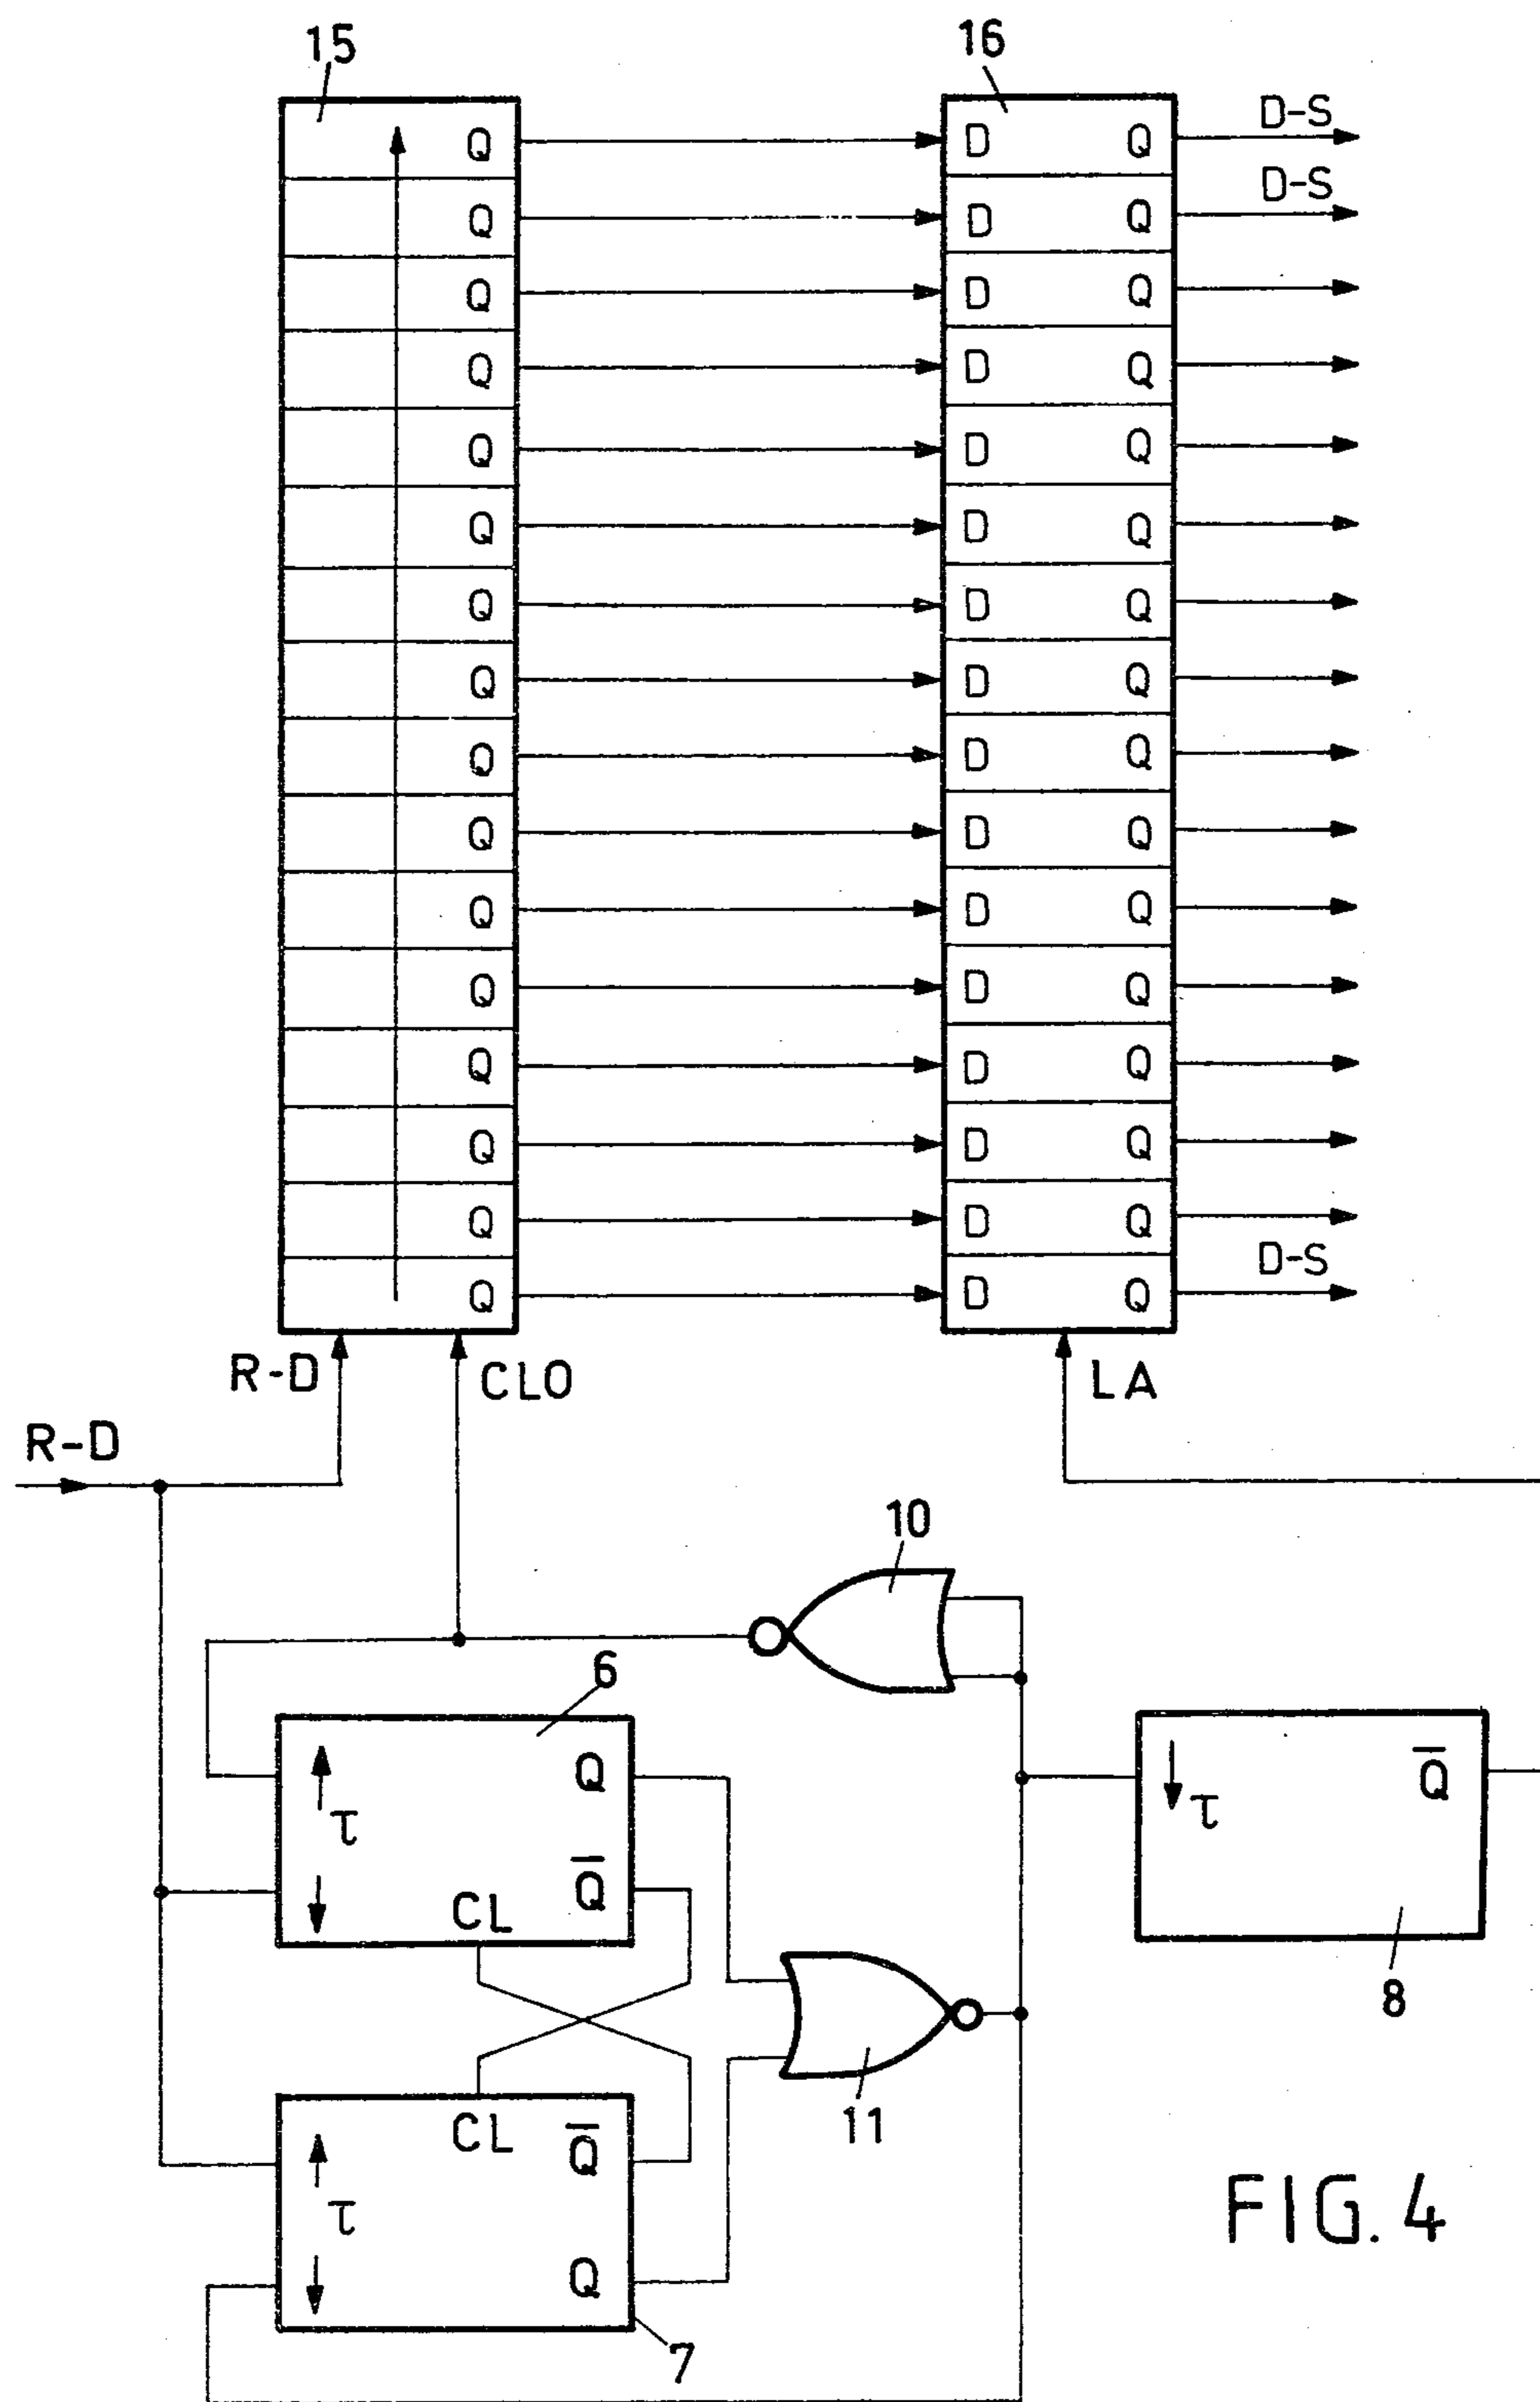 15 16
Q D Q D-S
Q D Q D-S
Q D Q
Q D Q
Q D Q
Q D Q
Q D Q
Q D Q
Q D Q
Q D Q
Q D Q
Q D Q
Q D Q
Q D Q
Q D Q
Q D Q D-S
R-D CLO LA
R-D
10
6
τ Q
Q̅
CL
τ Q̅
8
11
CL Q̅
τ
Q
7
FIG. 4